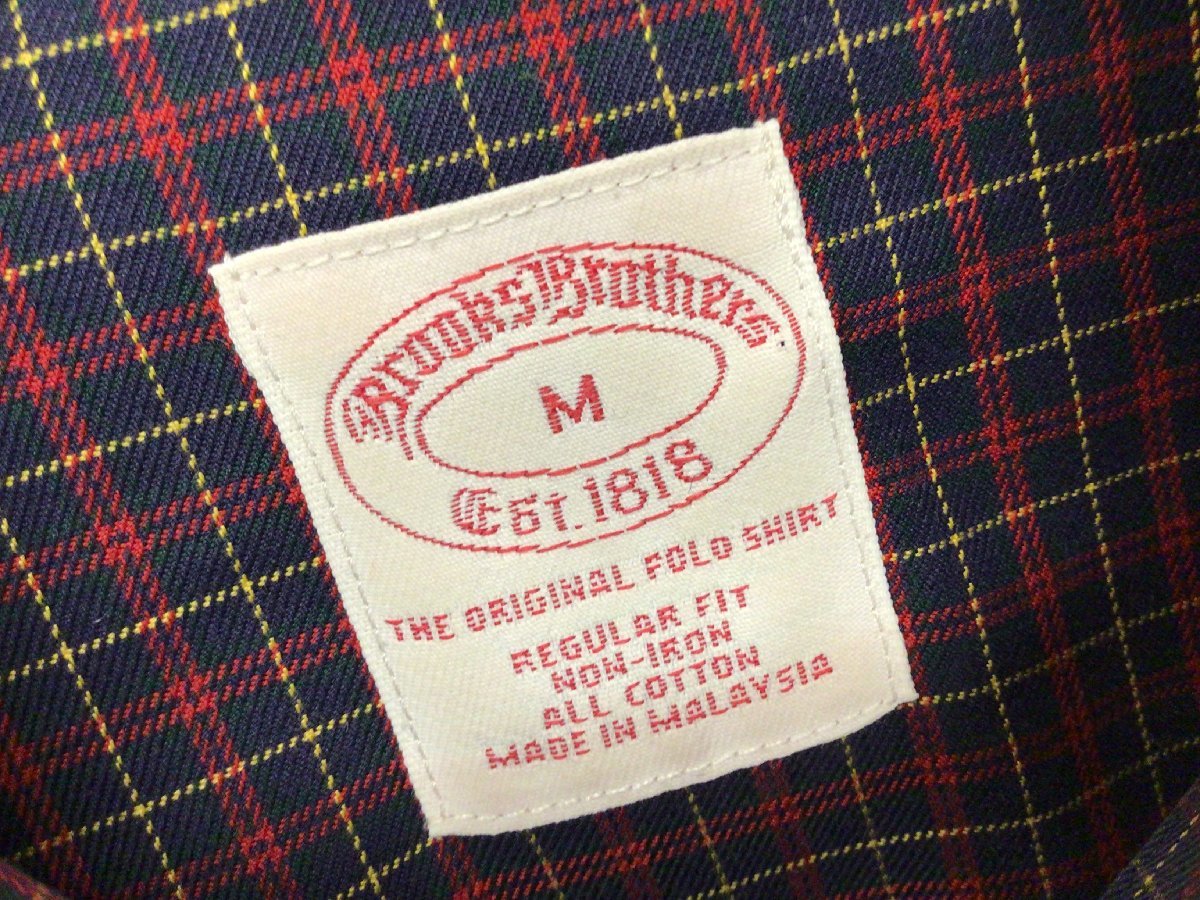 Brooks Brothers
M
Est. 1818
THE ORIGINAL POLO SHIRT
REGULAR FIT
NON-IRON
ALL COTTON
MADE IN MALAYSIA